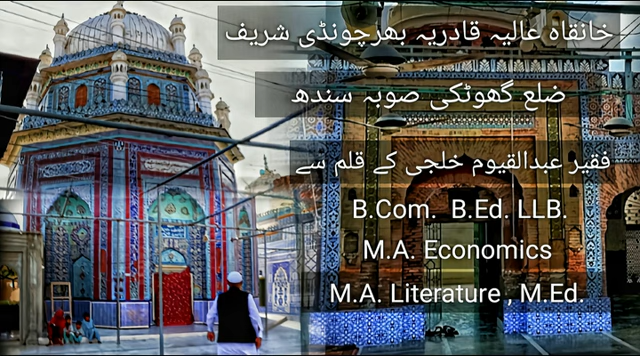 خانقاہ عالیہ قادریہ بھرچونڈی شریف
ضلع گھوٹکی صوبہ سندھ
فقیر عبدالقیوم خلجی کے قلم سے
B.Com. B.Ed. LLB.
M.A. Economics
M.A. Literature , M.Ed.